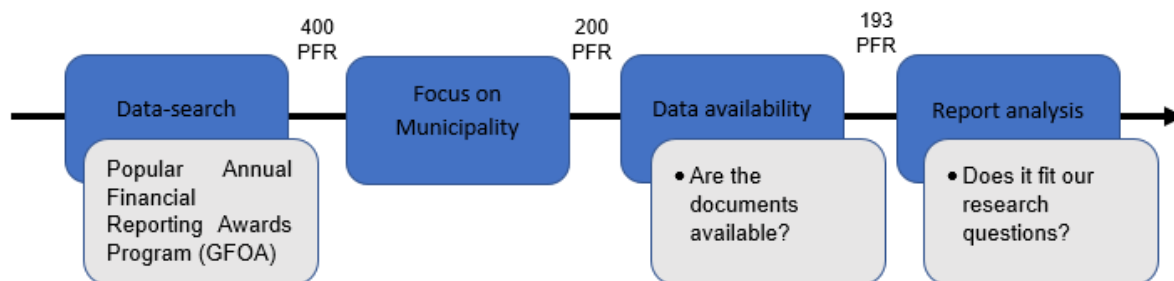 400
PFR
200
PFR
193
PFR
Data-search
Focus on
Municipality
Data availability
Report analysis
Popular Annual
Financial
Reporting Awards
Program (GFOA)
• Are the
documents
available?
• Does it fit our
research
questions?